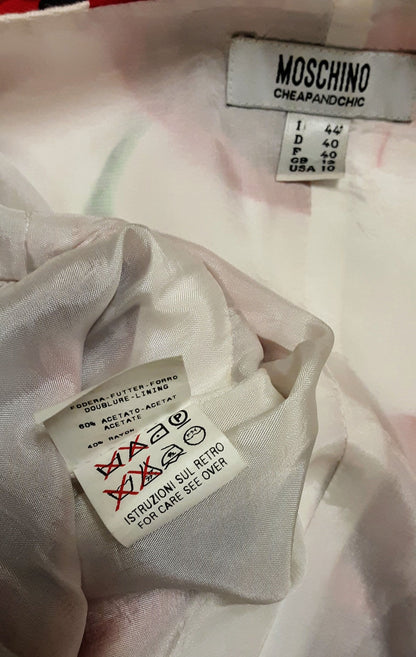 MOSCHINO
CHEAPANDCHIC
I 44
D 40
F 40
GB 12
USA 10
FODERA-FUTTER-FORRO
DOUBLURE-LINING
60% ACETATO-ACETAT
ACETATE
40% RAYON
ISTRUZIONI SUL RETRO
FOR CARE SEE OVER